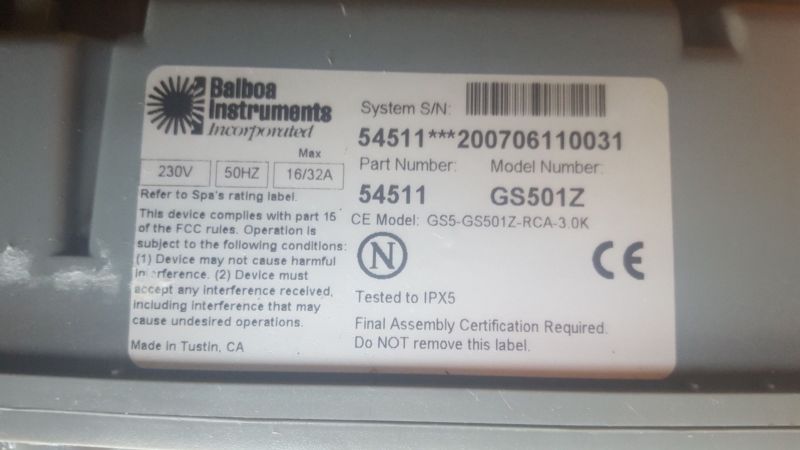 Balboa
Instruments
Incorporated
System S/N:
54511***200706110031
Max
230V 50HZ 16/32A
Refer to Spa's rating label.
Part Number: Model Number:
54511 GS501Z
CE Model: GS5-GS501Z-RCA-3.0K
This device complies with part 15
of the FCC rules. Operation is
subject to the following conditions:
(1) Device may not cause harmful
interference. (2) Device must
accept any interference received,
including interference that may
cause undesired operations.
Made in Tustin, CA
N
CE
Tested to IPX5
Final Assembly Certification Required.
Do NOT remove this label.